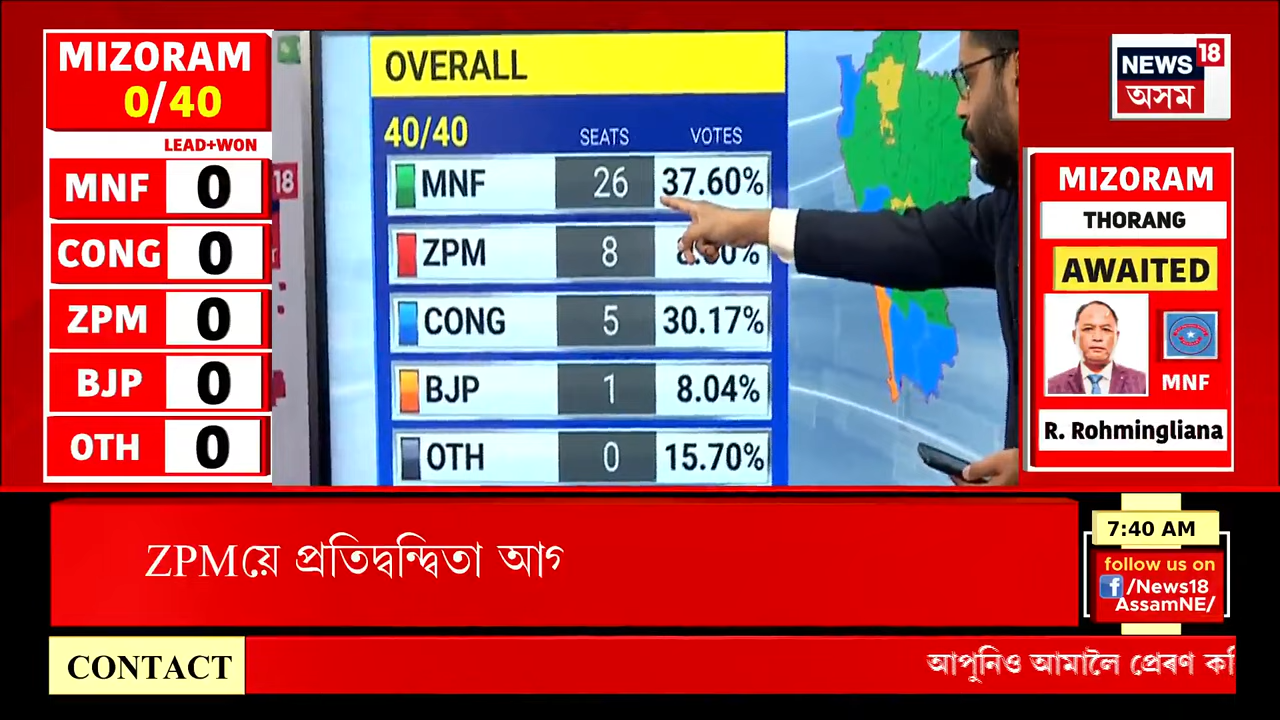 MIZORAM
0/40
LEAD+WON
MNF 0
CONG 0
ZPM 0
BJP 0
OTH 0
OVERALL
40/40 SEATS VOTES
MNF 26 37.60%
ZPM 8
CONG 5 30.17%
BJP 1 8.04%
OTH 0 15.70%
18
NEWS 18
অসম
MIZORAM
THORANG
AWAITED
MNF
R. Rohmingliana
ZPMয়ে প্ৰতিদ্বন্দ্বিতা আগ
7:40 AM
follow us on
/News18
AssamNE/
CONTACT
আপুনিও আমালৈ প্ৰেৰণ